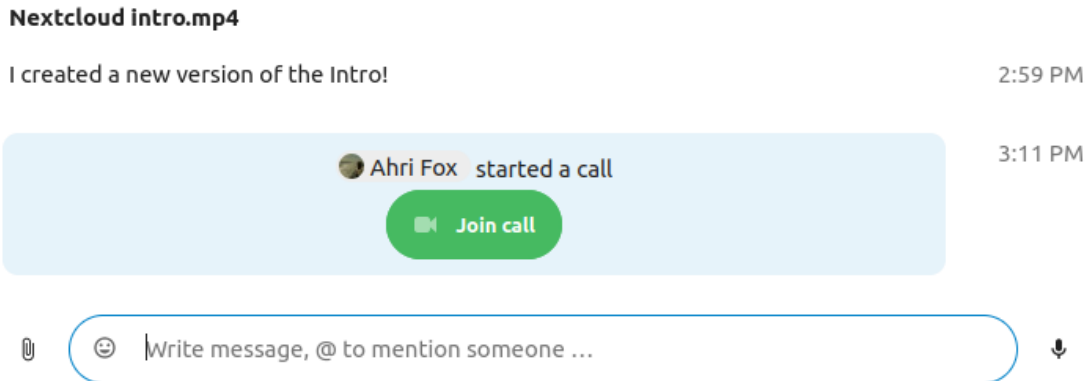 Nextcloud intro.mp4
I created a new version of the Intro! 2:59 PM
Ahri Fox started a call 3:11 PM
Join call
Write message, @ to mention someone …